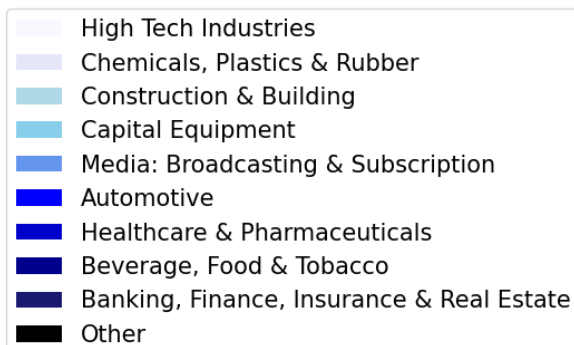 High Tech Industries
Chemicals, Plastics & Rubber
Construction & Building
Capital Equipment
Media: Broadcasting & Subscription
Automotive
Healthcare & Pharmaceuticals
Beverage, Food & Tobacco
Banking, Finance, Insurance & Real Estate
Other